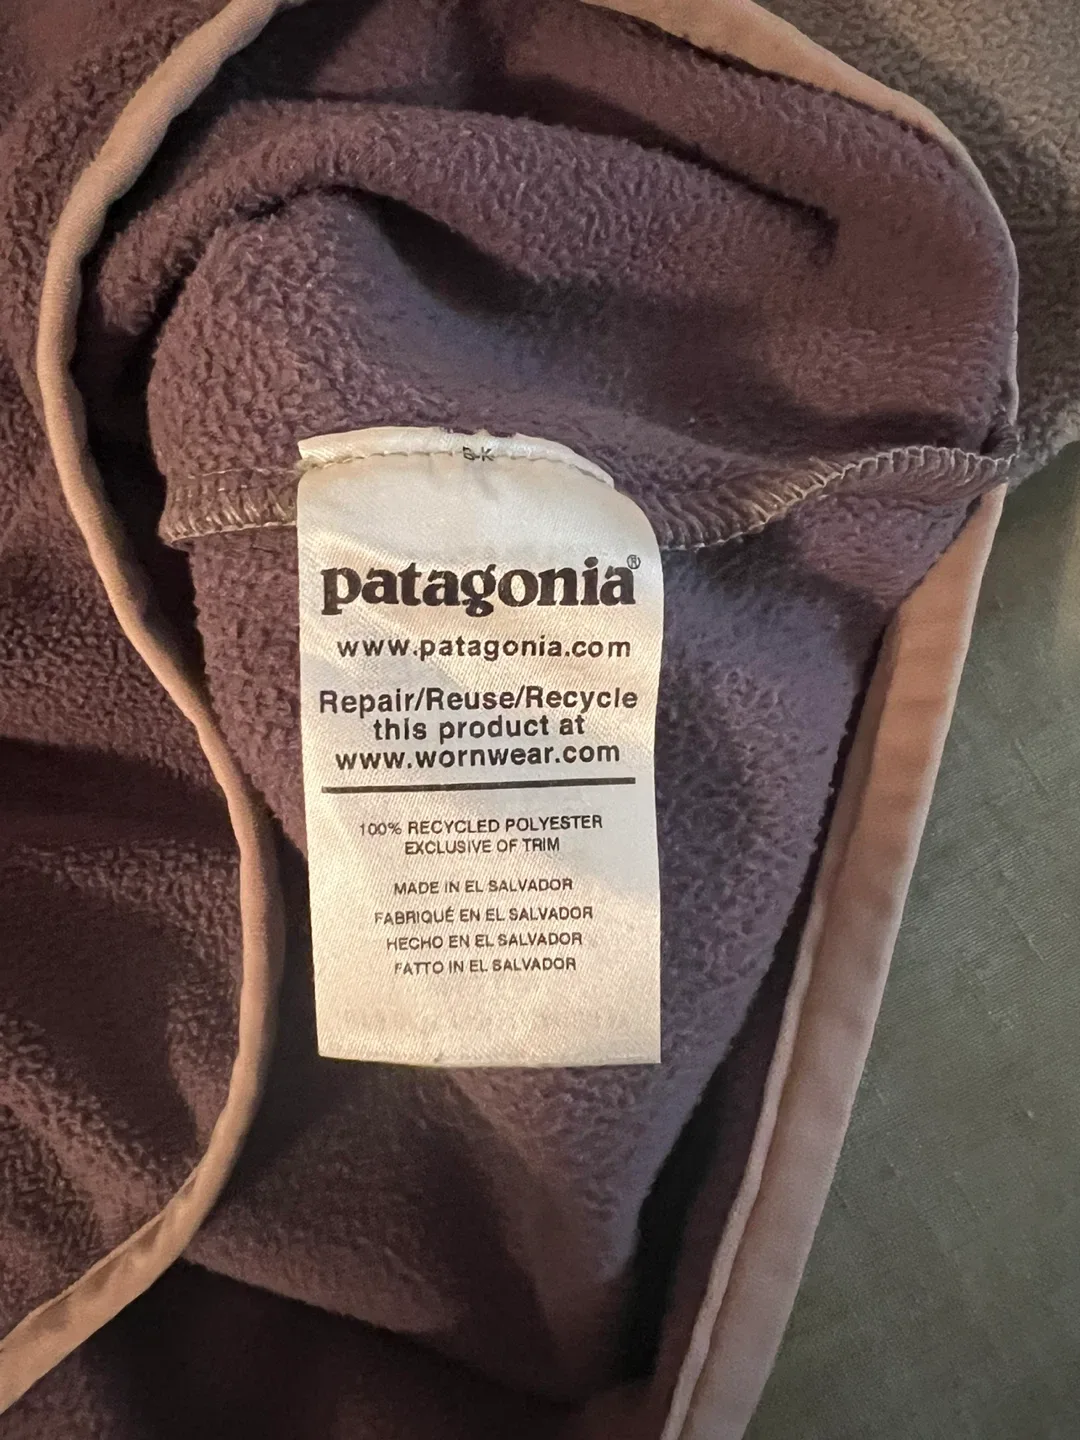 B-K
patagonia®
www.patagonia.com
Repair/Reuse/Recycle
this product at
www.wornwear.com
100% RECYCLED POLYESTER
EXCLUSIVE OF TRIM
MADE IN EL SALVADOR
FABRIQUÉ EN EL SALVADOR
HECHO EN EL SALVADOR
FATTO IN EL SALVADOR